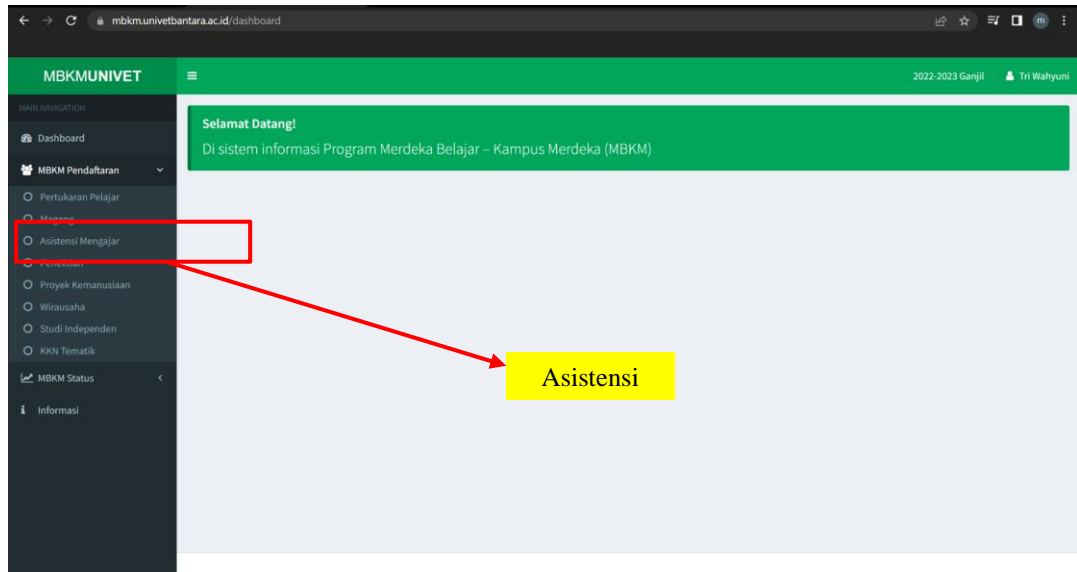 mbkm.univetbantara.ac.id/dashboard
m
MBKMUNIVET
2022-2023 Ganjil
Tri Wahyuni
MAIN NAVIGATION
Dashboard
MBKM Pendaftaran
Pertukaran Pelajar
Magang
Asistensi Mengajar
Penelitian
Proyek Kemanusiaan
Wirausaha
Studi Independen
KKN Tematik
MBKM Status
Informasi
Selamat Datang!
Di sistem informasi Program Merdeka Belajar – Kampus Merdeka (MBKM)
Asistensi